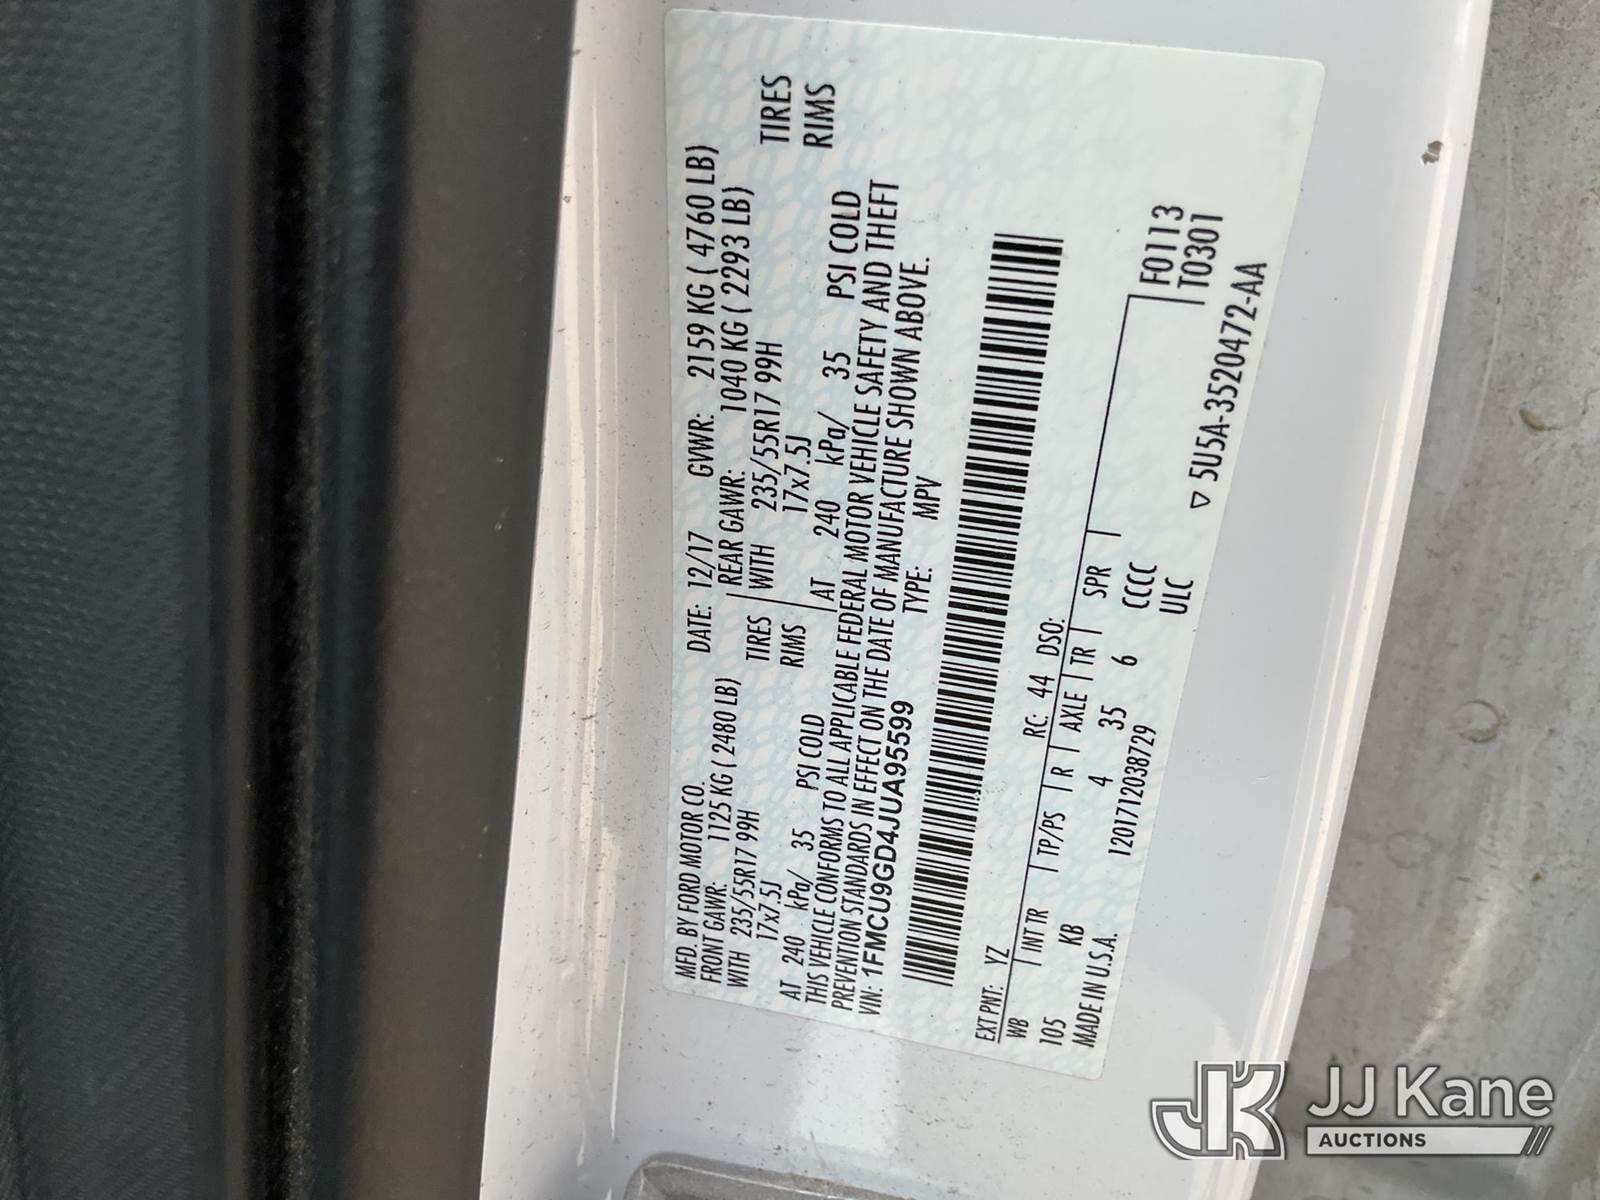 MFD. BY FORD MOTOR CO.
DATE: 12/17 GVWR: 2159 KG ( 4760 LB)
FRONT GAWR: 1125 KG ( 2480 LB)
REAR GAWR: 1040 KG ( 2293 LB)
WITH 235/55R17 99H TIRES
WITH 235/55R17 99H TIRES
17x7.5J RIMS
17x7.5J RIMS
AT 240 kPa/ 35 PSI COLD
AT 240 kPa/ 35 PSI COLD
THIS VEHICLE CONFORMS TO ALL APPLICABLE FEDERAL MOTOR VEHICLE SAFETY AND THEFT
PREVENTION STANDARDS IN EFFECT ON THE DATE OF MANUFACTURE SHOWN ABOVE.
VIN: 1FMCU9GD4JUA95599 TYPE: MPV
EXT PNT: YZ RC: 44 DSO:
WB INT TR TP/PS R AXLE TR SPR
105 KB 4 35 6 CCCC
MADE IN U.S.A. 1201712038729 ULC
F0113
T0301
▽ 5U5A-3520472-AA
JK
JJ Kane
AUCTIONS